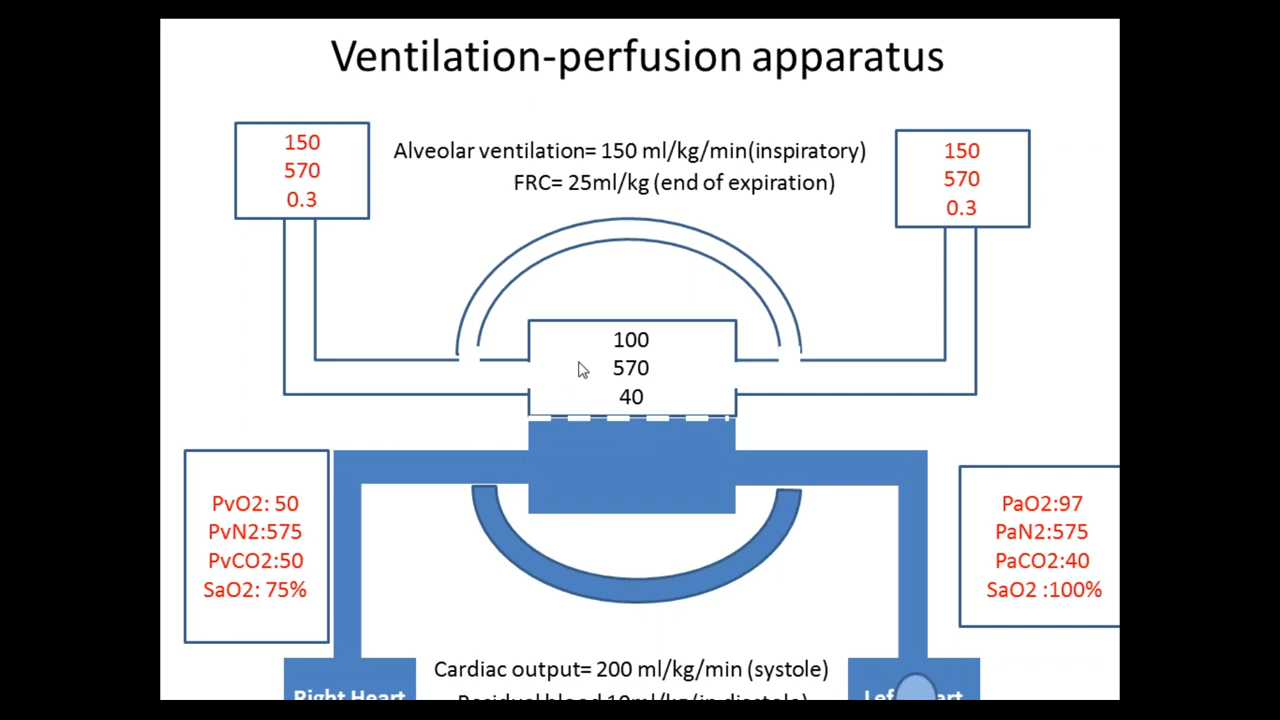 Ventilation-perfusion apparatus
150
570
0.3
Alveolar ventilation= 150 ml/kg/min(inspiratory)
FRC= 25ml/kg (end of expiration)
150
570
0.3
100
570
40
PvO2: 50
PvN2:575
PvCO2:50
SaO2: 75%
PaO2:97
PaN2:575
PaCO2:40
SaO2 :100%
Cardiac output= 200 ml/kg/min (systole)
Right Heart